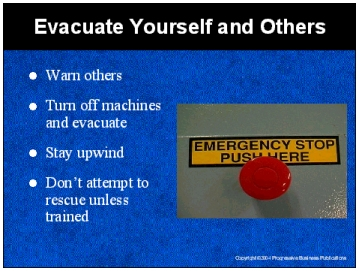 Evacuate Yourself and Others
Warn others
Turn off machines
and evacuate
Stay upwind
Don't attempt to
rescue unless
trained
EMERGENCY STOP
PUSH HERE
Copyright ©2004 Progressive Business Publications